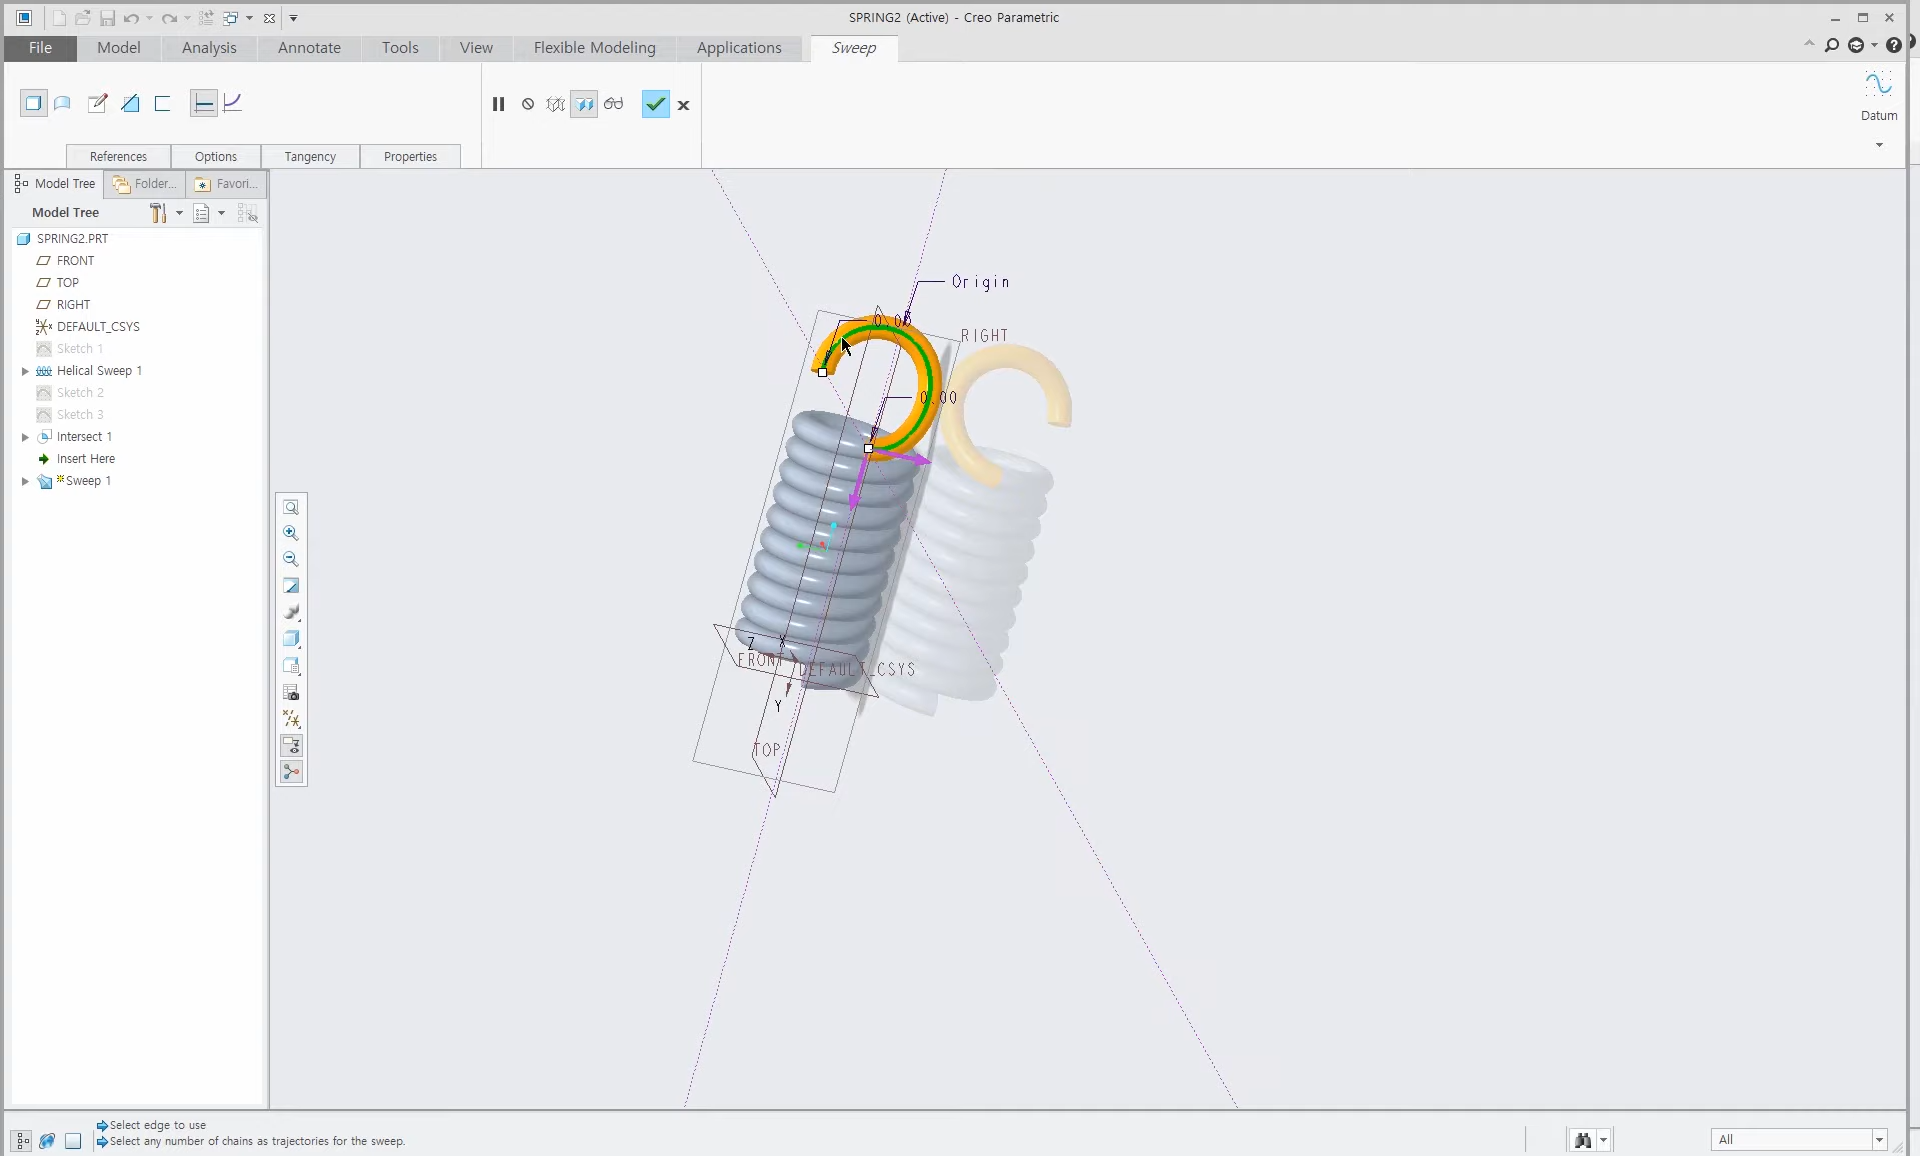 SPRING2 (Active) - Creo Parametric
File Model Analysis Annotate Tools View Flexible Modeling Applications Sweep
Datum
References Options Tangency Properties
Model Tree Folder... Favori...
Model Tree
SPRING2.PRT
FRONT
TOP
RIGHT
DEFAULT_CSYS
Sketch 1
Helical Sweep 1
Sketch 2
Sketch 3
Intersect 1
Insert Here
Sweep 1
Origin
0.00
RIGHT
0.00
Z X
FRONT DEFAULT_CSYS
Y
TOP
Select edge to use
Select any number of chains as trajectories for the sweep.
All